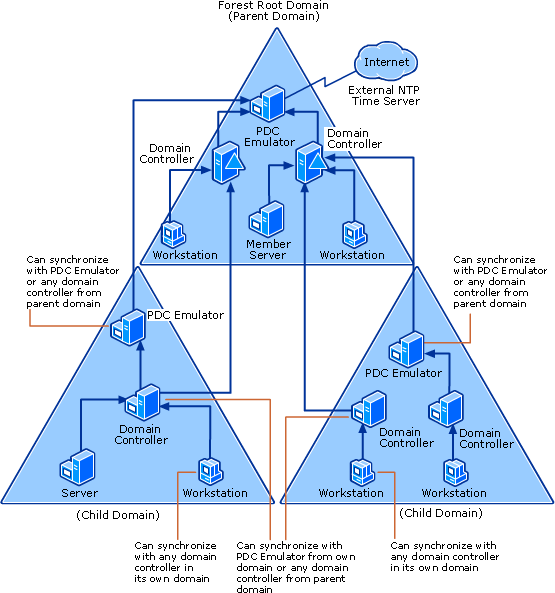 Forest Root Domain
(Parent Domain)
Internet
External NTP
Time Server
PDC
Emulator
Domain
Controller
Domain
Controller
Workstation
Member
Server
Workstation
Can synchronize
with PDC Emulator
or any domain
controller from
parent domain
Can synchronize
with PDC Emulator
or any domain
controller from
parent domain
PDC Emulator
PDC Emulator
Domain
Controller
Domain
Controller
Domain
Controller
Server
Workstation
Workstation
Workstation
(Child Domain)
(Child Domain)
Can synchronize
with any domain
controller in
its own domain
Can synchronize with
PDC Emulator from own
domain or any domain
controller from parent
domain
Can synchronize with
any domain controller
in its own domain